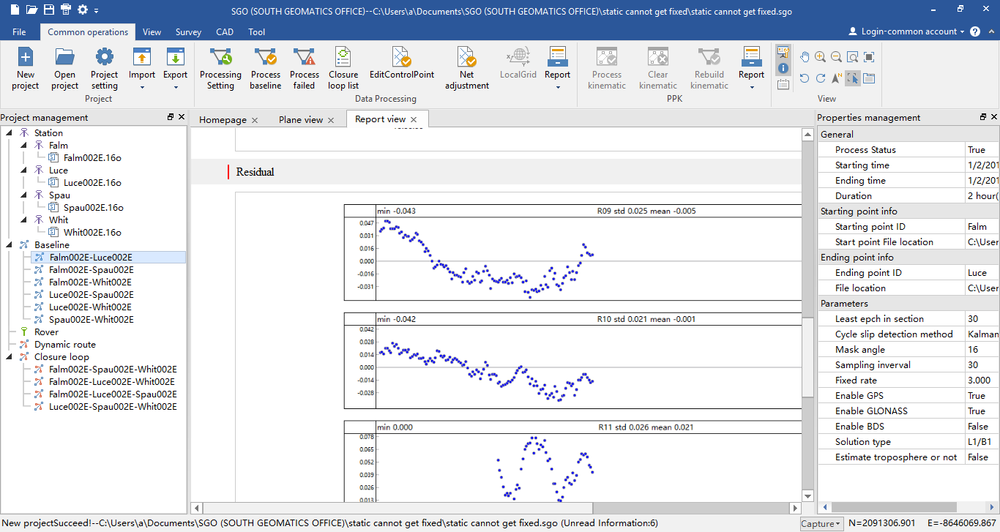 SGO (SOUTH GEOMATICS OFFICE)--C:\Users\a\Documents\SGO (SOUTH GEOMATICS OFFICE)\static cannot get fixed\static cannot get fixed.sgo
File Common operations View Survey CAD Tool Login-common account
New project
Open project
Project setting
Import
Export
Project
Processing Setting
Process baseline
Process failed
Closure loop list
EditControlPoint
Net adjustment
LocalGrid
Report
Data Processing
Process kinematic
Clear kinematic
Rebuild kinematic
Report
PPK
View
Project management
Station
Falm
Falm002E.16o
Luce
Luce002E.16o
Spau
Spau002E.16o
Whit
Whit002E.16o
Baseline
Falm002E-Luce002E
Falm002E-Spau002E
Falm002E-Whit002E
Luce002E-Spau002E
Luce002E-Whit002E
Spau002E-Whit002E
Rover
Dynamic route
Closure loop
Falm002E-Spau002E-Whit002E
Falm002E-Luce002E-Whit002E
Falm002E-Luce002E-Spau002E
Luce002E-Spau002E-Whit002E
Homepage Plane view Report view
Residual
min -0.043 R09 std 0.025 mean -0.005
0.047
0.031
0.016
0.000
-0.016
-0.031
min -0.042 R10 std 0.021 mean -0.001
0.042
0.028
0.014
0.000
-0.014
-0.028
min 0.000 R11 std 0.026 mean 0.021
0.078
0.065
0.052
0.039
0.026
0.013
Properties management
General
Process Status True
Starting time 1/2/201
Ending time 1/2/201
Duration 2 hour(
Starting point info
Starting point ID Falm
Start point File location C:\User
Ending point info
Ending point ID Luce
File location C:\User
Parameters
Least epch in section 30
Cycle slip detection method Kalman
Mask angle 16
Sampling inverval 30
Fixed rate 3.000
Enable GPS True
Enable GLONASS True
Enable BDS False
Solution type L1/B1
Estimate troposphere or not False
New projectSucceed!--C:\Users\a\Documents\SGO (SOUTH GEOMATICS OFFICE)\static cannot get fixed\static cannot get fixed.sgo (Unread Information:6)
Capture N=2091306.901 E=-8646069.867